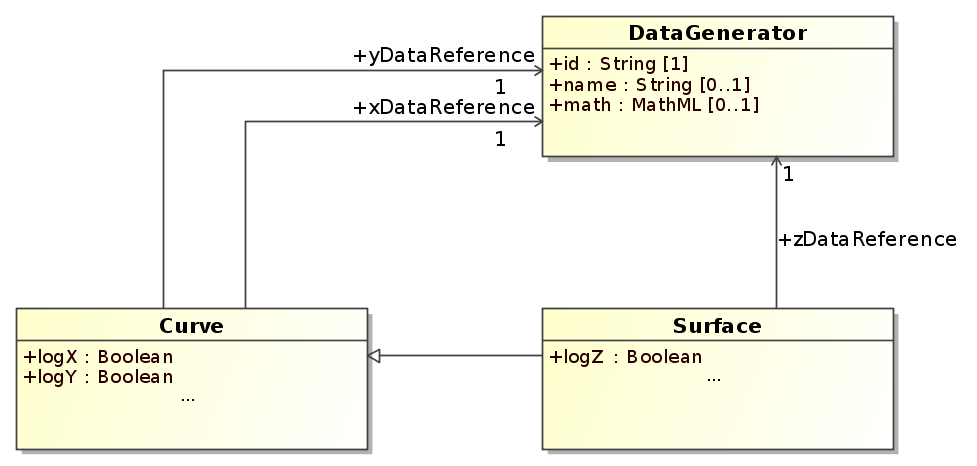 DataGenerator
+id : String [1]
+name : String [0..1]
+math : MathML [0..1]
+yDataReference
1
+xDataReference
1
1
+zDataReference
Curve
+logX : Boolean
+logY : Boolean
...
Surface
+logZ : Boolean
...